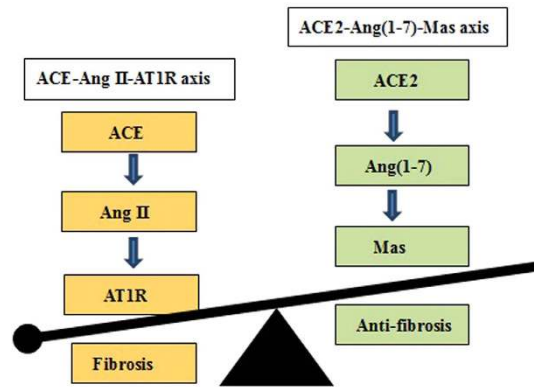 ACE2-Ang(1-7)-Mas axis
ACE-Ang II-AT1R axis
ACE
Ang II
AT1R
Fibrosis
ACE2
Ang(1-7)
Mas
Anti-fibrosis